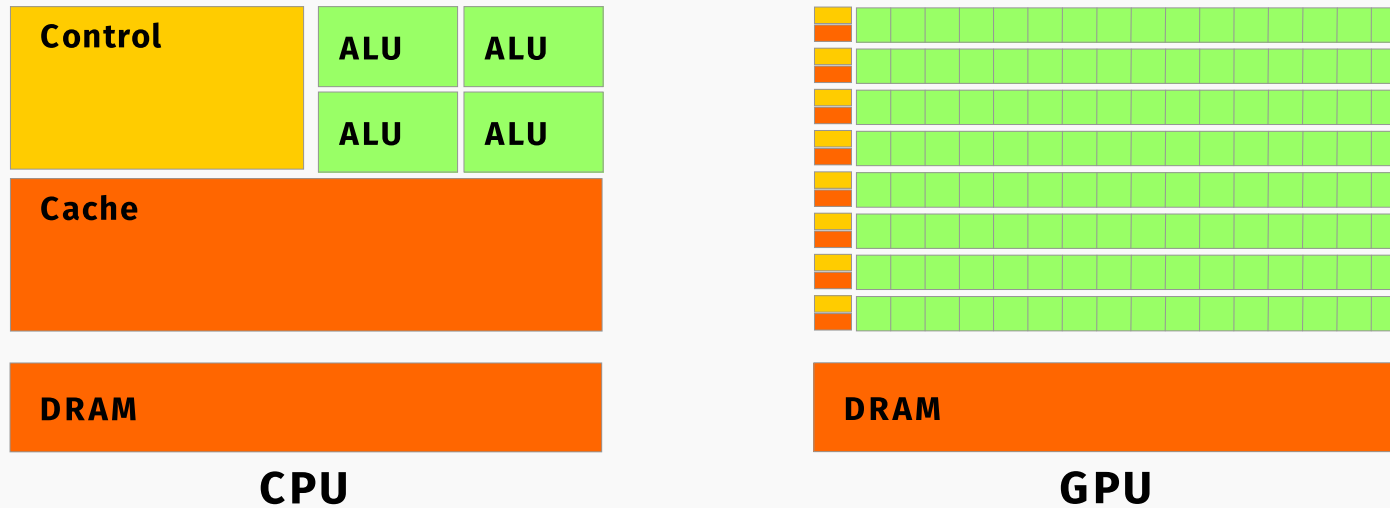 Control
ALU ALU
ALU ALU
Cache
DRAM
CPU
DRAM
GPU